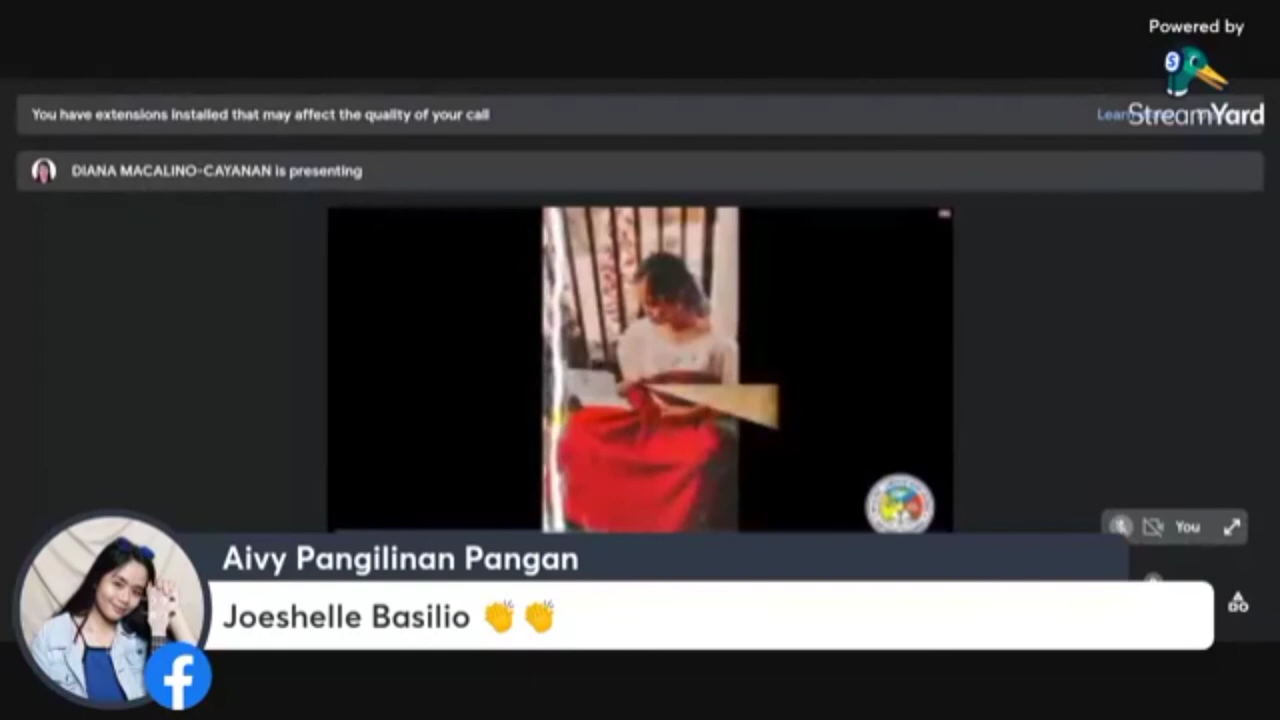 Powered by
StreamYard
You have extensions installed that may affect the quality of your call
DIANA MACALINO-CAYANAN is presenting
You
Aivy Pangilinan Pangan
Joeshelle Basilio 👏 👏